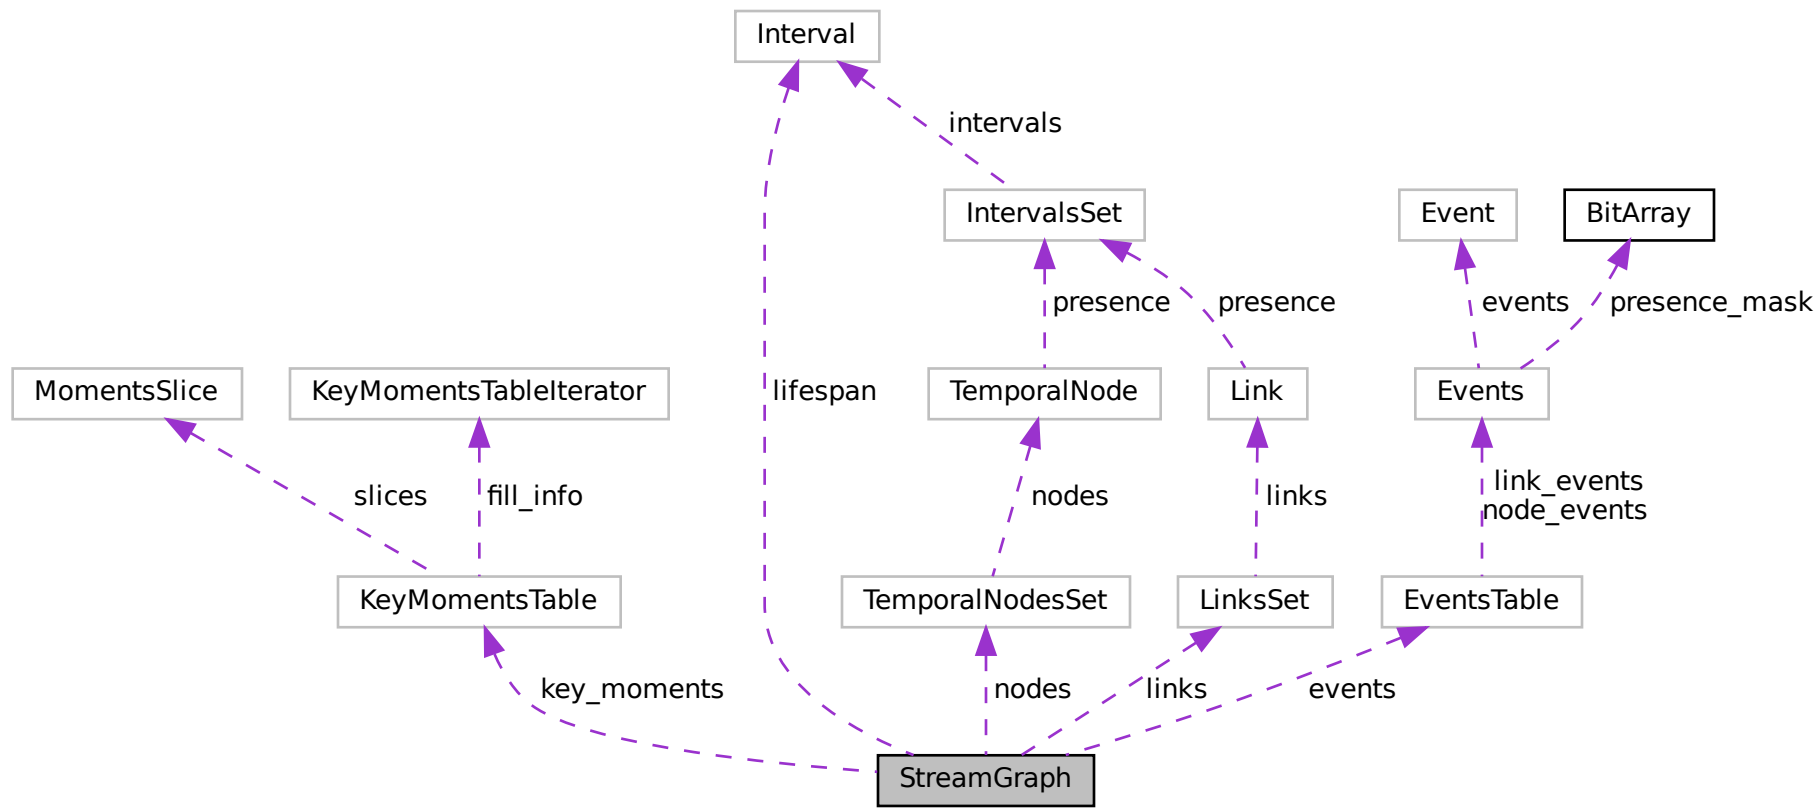 Interval
intervals
IntervalsSet
Event
BitArray
presence
presence
events
presence_mask
MomentsSlice
KeyMomentsTableIterator
lifespan
TemporalNode
Link
Events
slices
fill_info
nodes
links
link_events
node_events
KeyMomentsTable
TemporalNodesSet
LinksSet
EventsTable
key_moments
nodes
links
events
StreamGraph